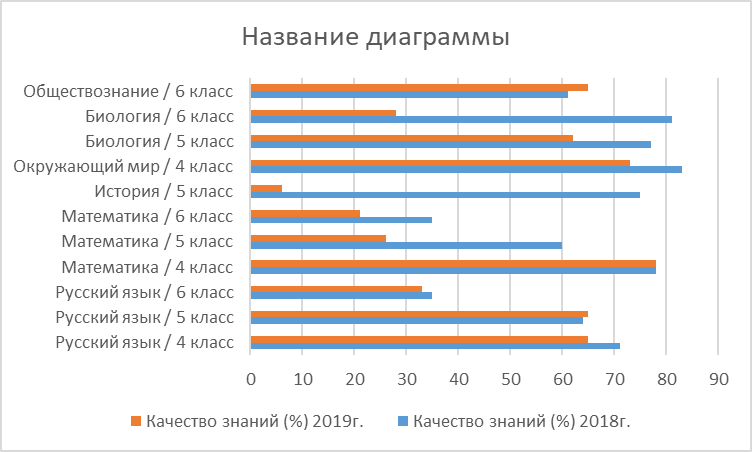 Название диаграммы
Обществознание / 6 класс
Биология / 6 класс
Биология / 5 класс
Окружающий мир / 4 класс
История / 5 класс
Математика / 6 класс
Математика / 5 класс
Математика / 4 класс
Русский язык / 6 класс
Русский язык / 5 класс
Русский язык / 4 класс
0 10 20 30 40 50 60 70 80 90
Качество знаний (%) 2019г. Качество знаний (%) 2018г.